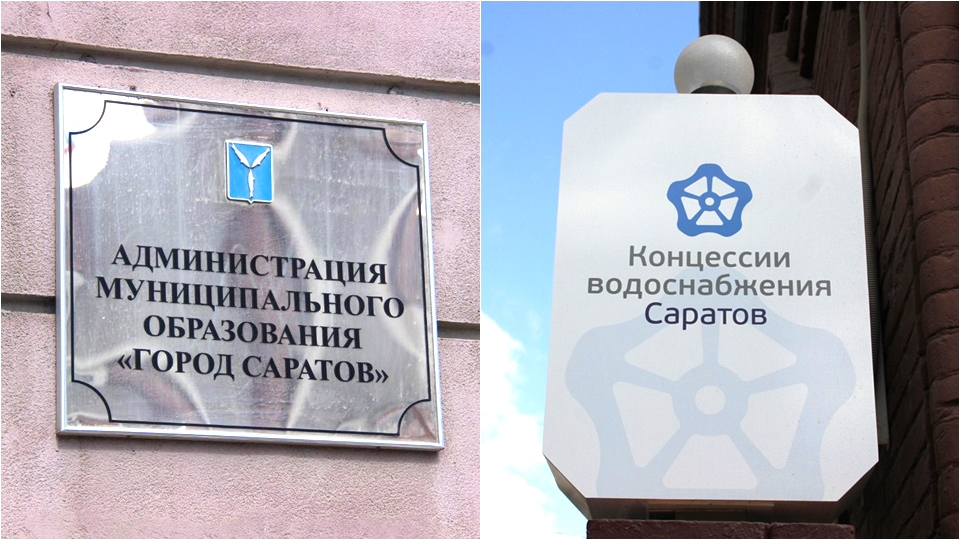 АДМИНИСТРАЦИЯ
МУНИЦИПАЛЬНОГО
ОБРАЗОВАНИЯ
«ГОРОД САРАТОВ»
Концессии
водоснабжения
Саратов